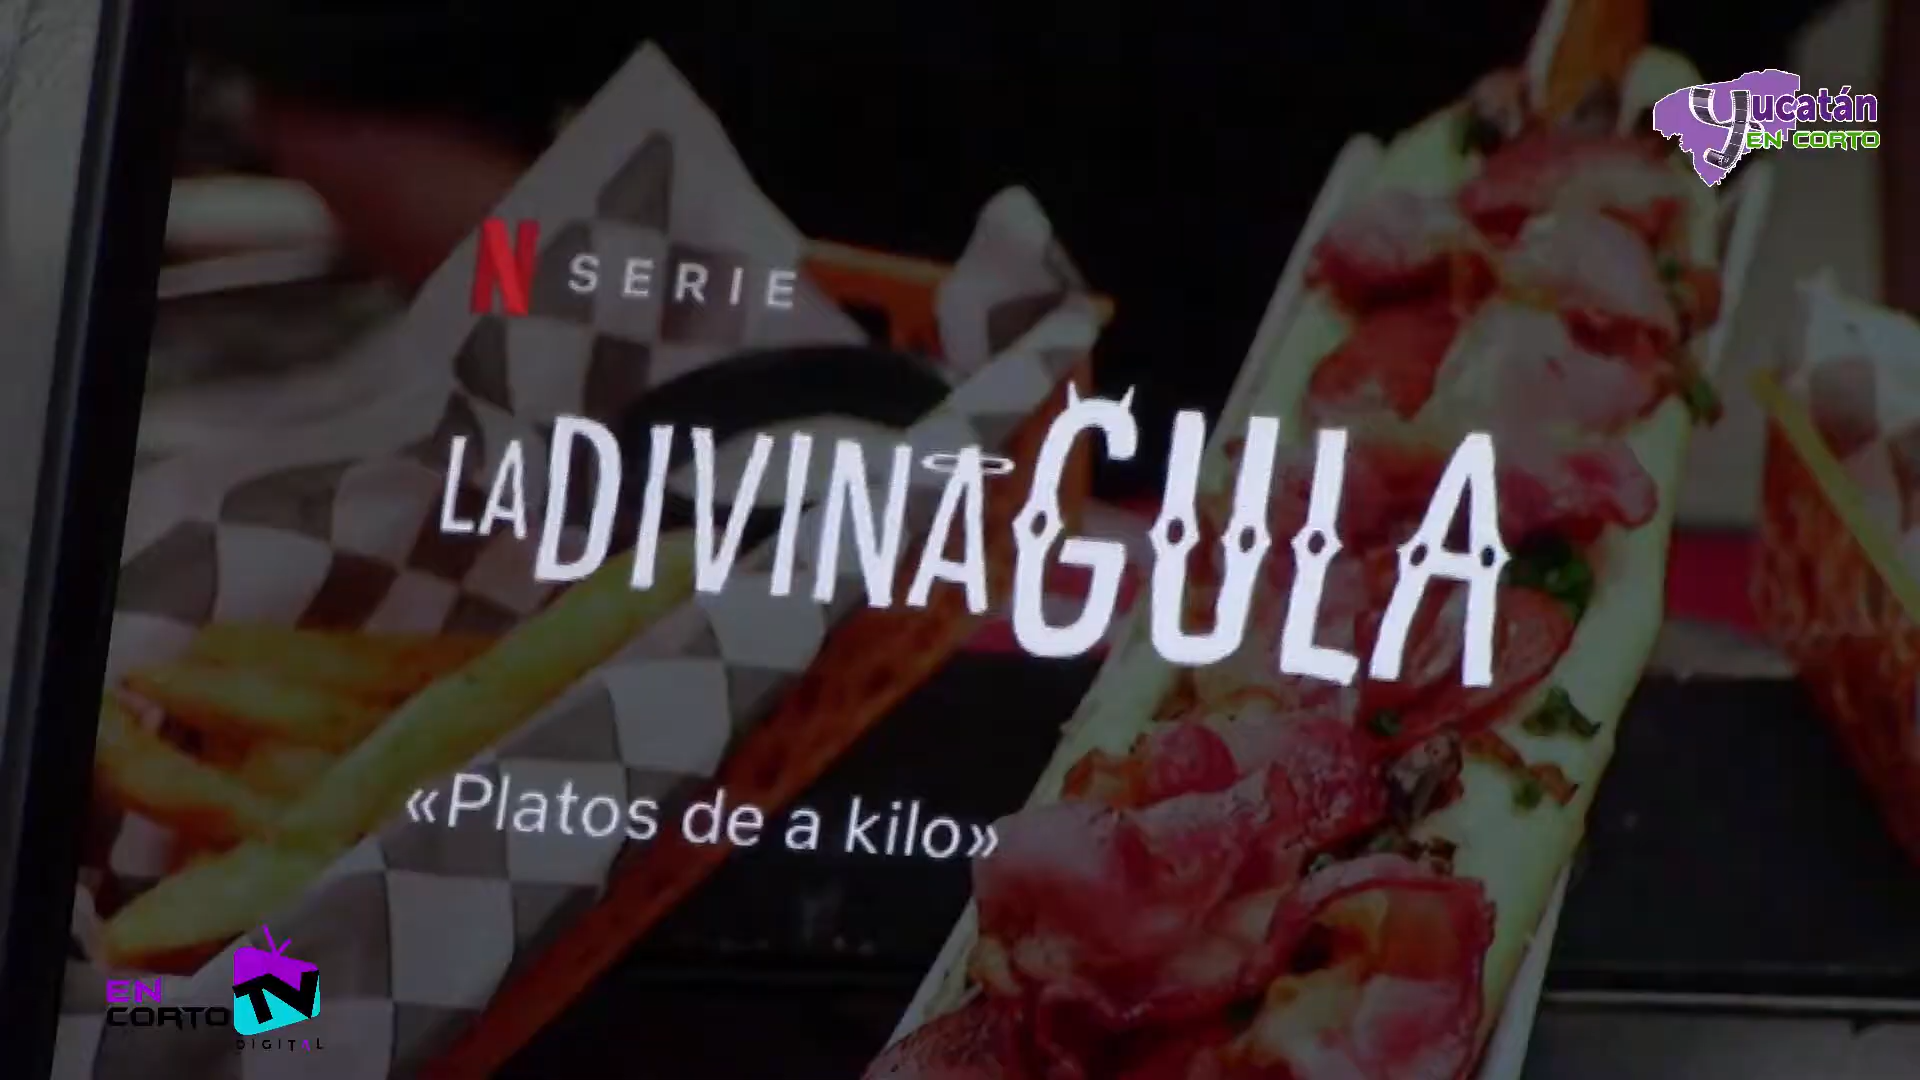 Yucatán
EN CORTO
N SERIE
LA DIVINA GULA
«Platos de a kilo»
EN
CORTO TV
DIGITAL